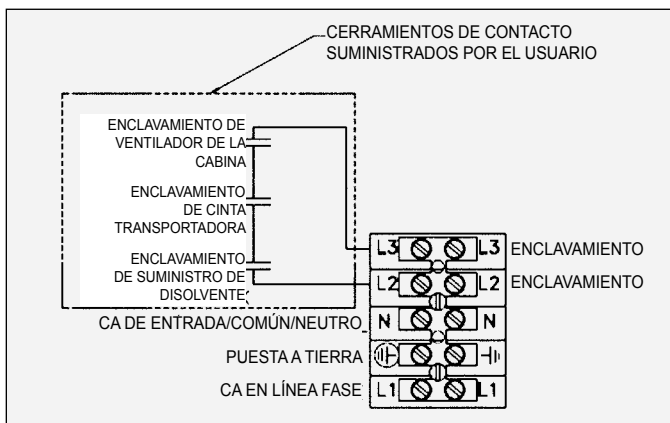 CERRAMIENTOS DE CONTACTO
SUMINISTRADOS POR EL USUARIO
ENCLAVAMIENTO DE
VENTILADOR DE LA
CABINA
ENCLAVAMIENTO
DE CINTA
TRANSPORTADORA
ENCLAVAMIENTO
DE SUMINISTRO DE
DISOLVENTE
L3 L3 ENCLAVAMIENTO
L2 L2 ENCLAVAMIENTO
CA DE ENTRADA/COMÚN/NEUTRO N N
PUESTA A TIERRA
CA EN LÍNEA FASE L1 L1